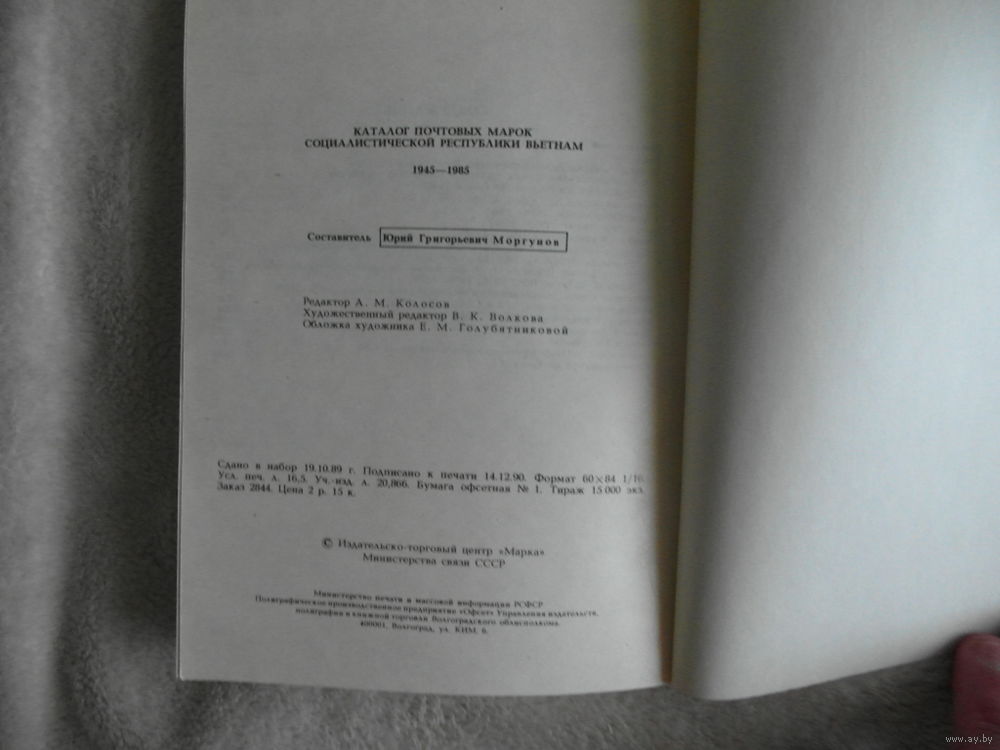 КАТАЛОГ ПОЧТОВЫХ МАРОК
СОЦИАЛИСТИЧЕСКОЙ РЕСПУБЛИКИ ВЬЕТНАМ
1945—1985
Составитель Юрий Григорьевич Моргунов
Редактор А. М. Колосов
Художественный редактор В. К. Волкова
Обложка художника Е. М. Голубятниковой
Сдано в набор 19.10.89 г. Подписано к печати 14.12.90. Формат 60×84 1/16.
Усл. печ. л. 16,5. Уч.-изд. л. 20,866. Бумага офсетная № 1. Тираж 15 000 экз.
Заказ 2844. Цена 2 р. 15 к.
© Издательско-торговый центр «Марка»
Министерства связи СССР
Министерство печати и массовой информации РСФСР
Полиграфическое производственное предприятие «Офсет» Управления издательств,
полиграфии и книжной торговли Волгоградского облисполкома.
400001, Волгоград, ул. КИМ, 6.
www.ay.by